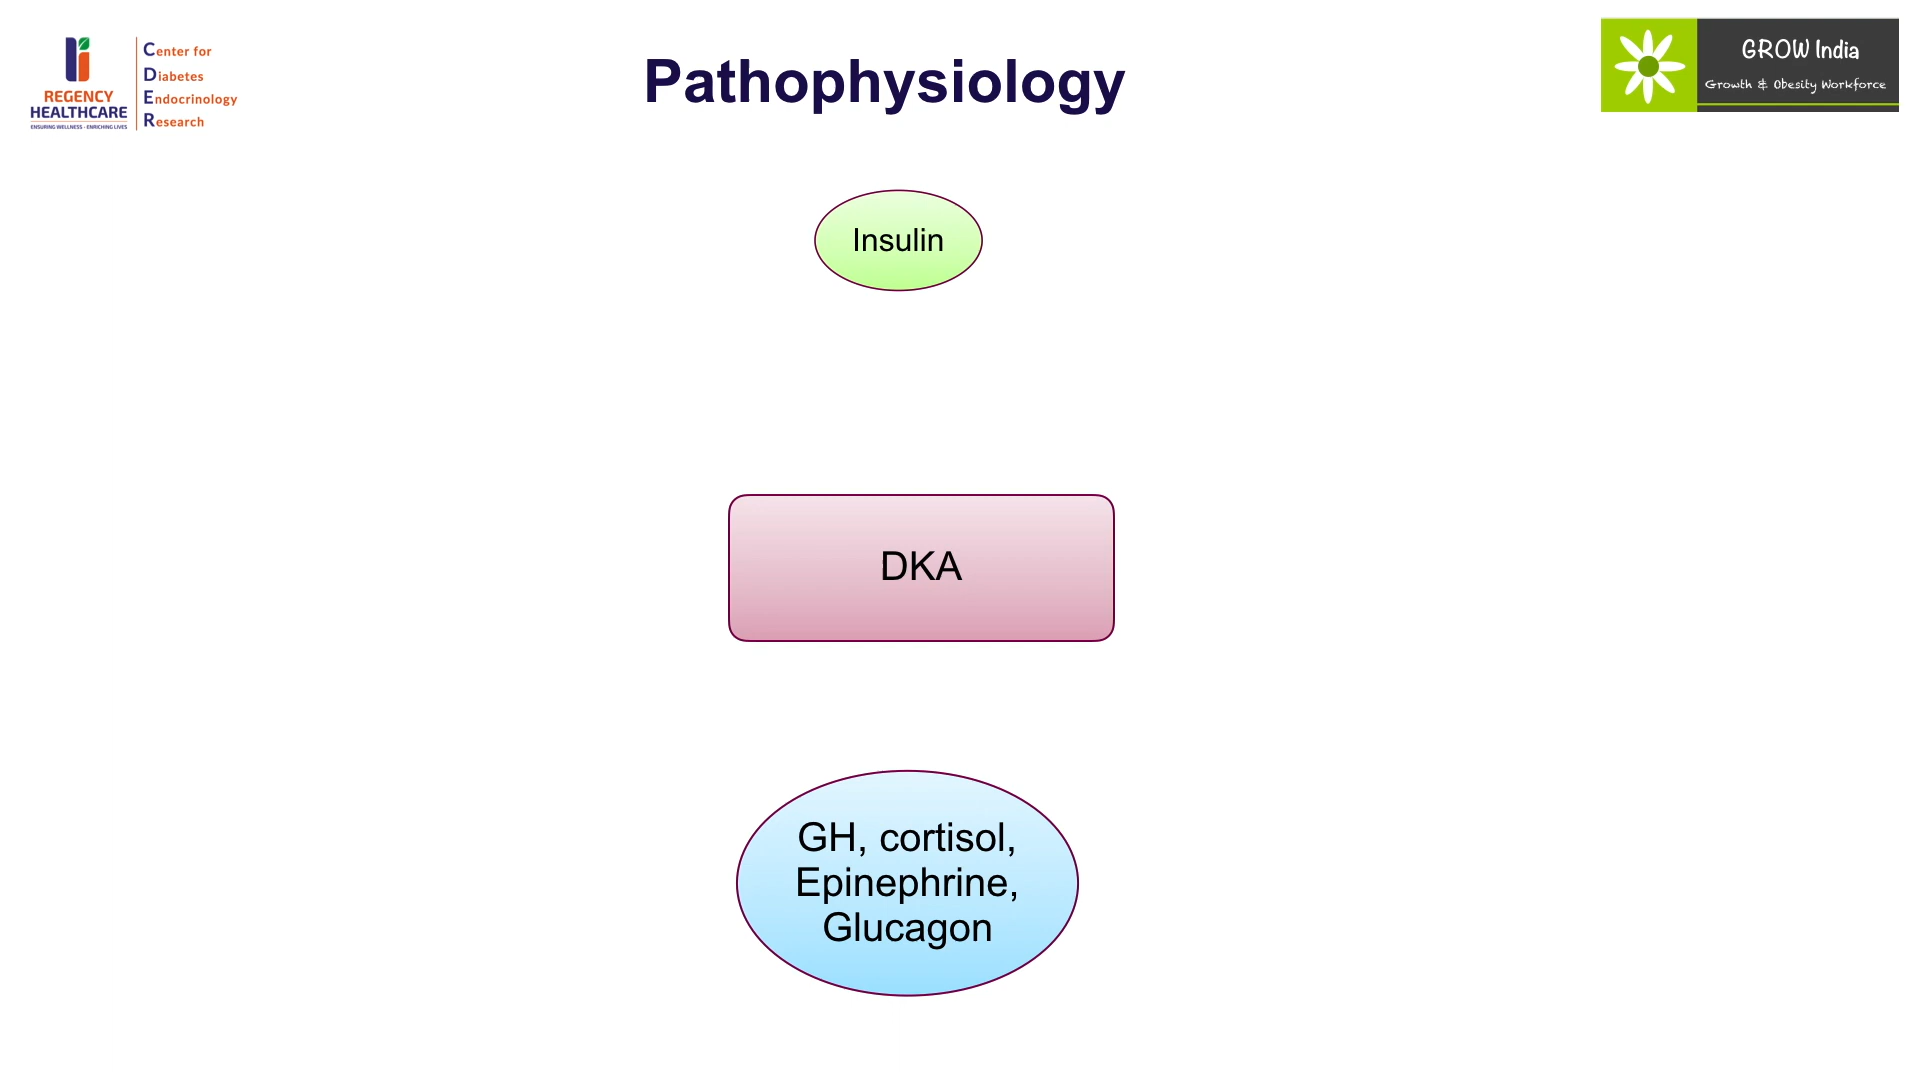 Pathophysiology
REGENCY
HEALTHCARE
ENSURING WELLNESS - ENRICHING LIVES
Center for
Diabetes
Endocrinology
Research
GROW India
Growth & Obesity Workforce
Insulin
DKA
GH, cortisol,
Epinephrine,
Glucagon